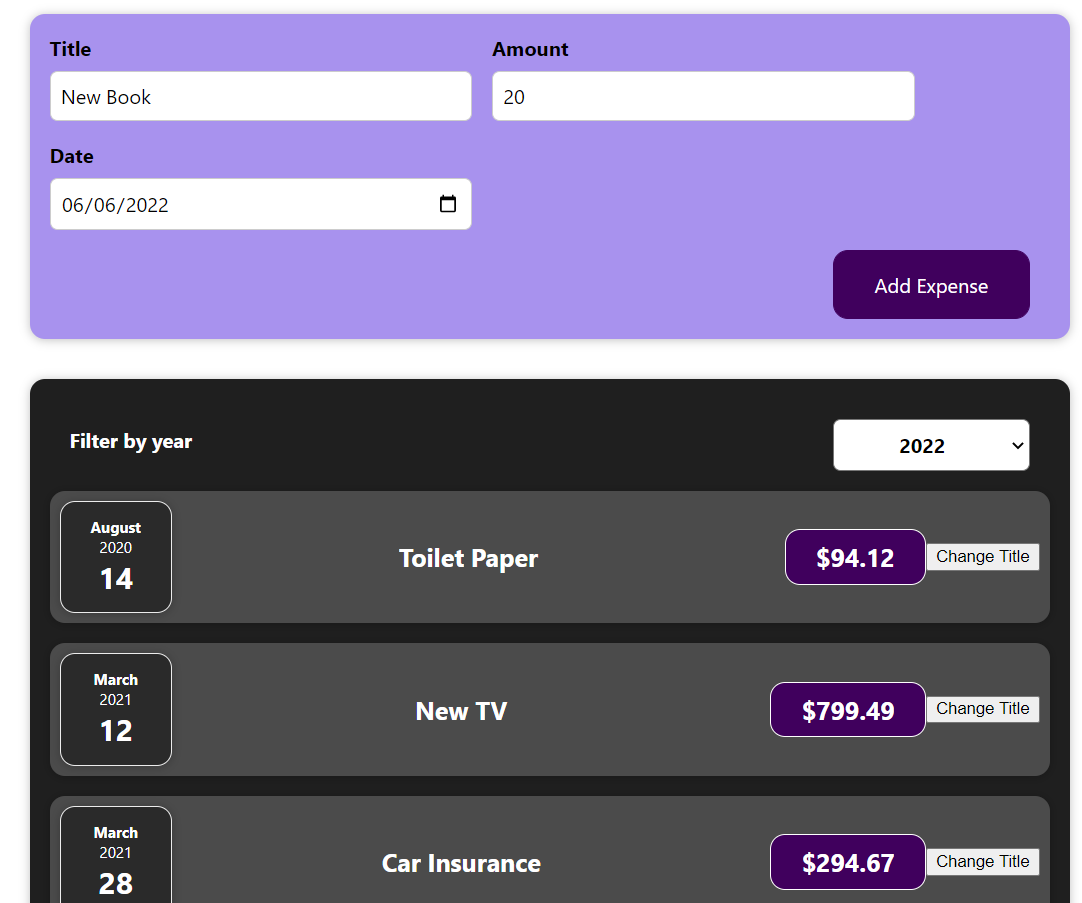 Title
Amount
New Book
20
Date
06/06/2022
Add Expense
Filter by year
2022
August
2020
14
Toilet Paper
$94.12
Change Title
March
2021
12
New TV
$799.49
Change Title
March
2021
28
Car Insurance
$294.67
Change Title